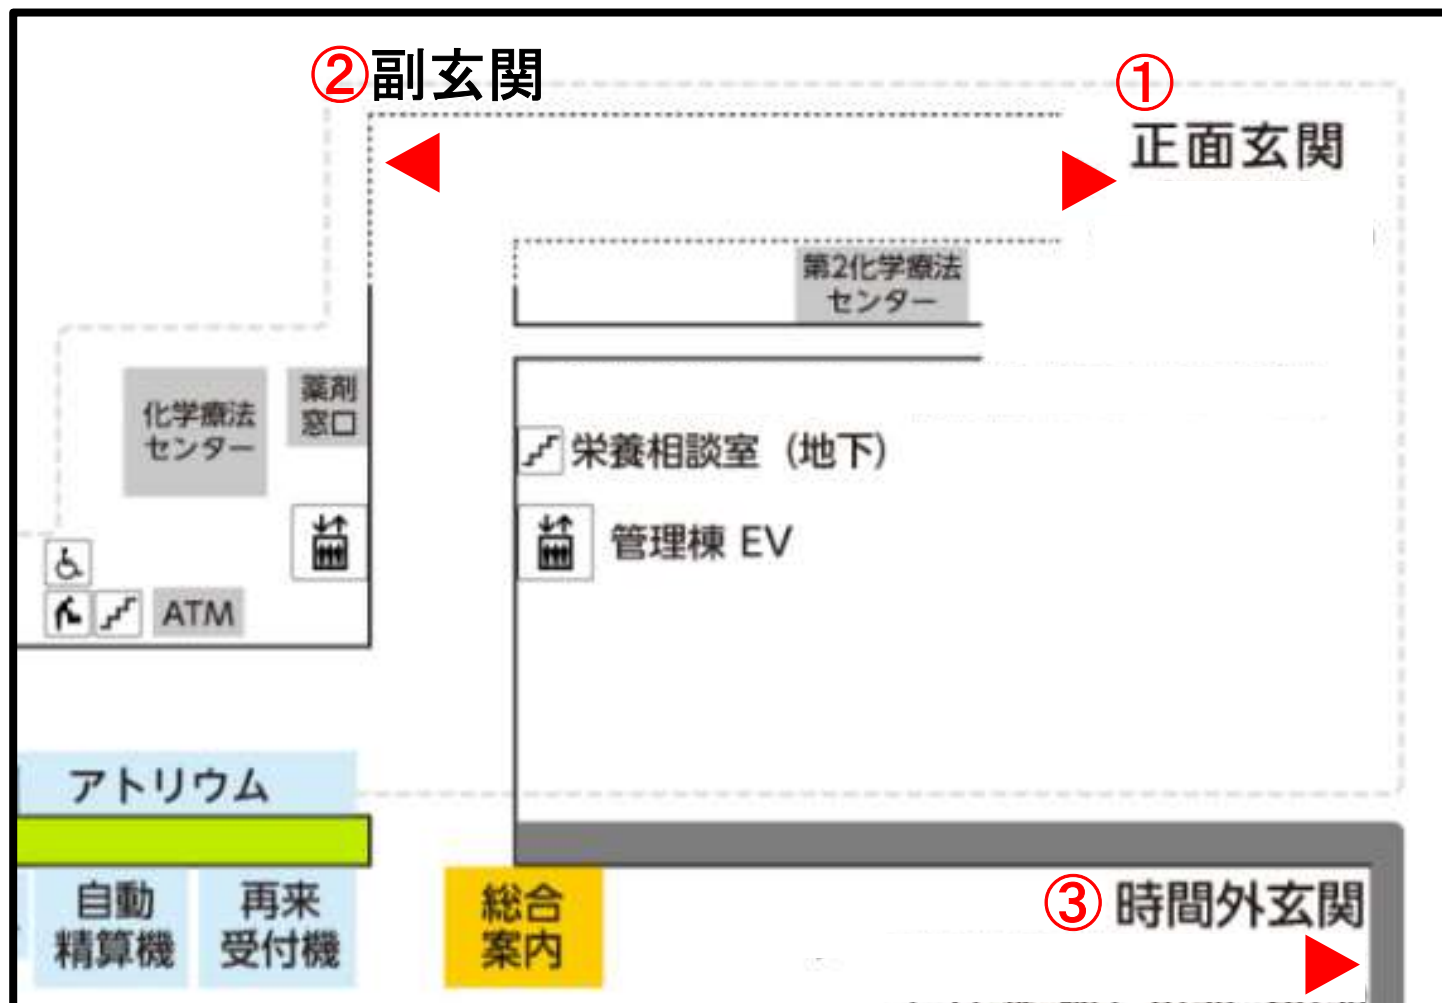 ②副玄関
①
正面玄関
第2化学療法
センター
薬剤
窓口
化学療法
センター
栄養相談室（地下）
管理棟 EV
ATM
アトリウム
自動
精算機
再来
受付機
総合
案内
③時間外玄関